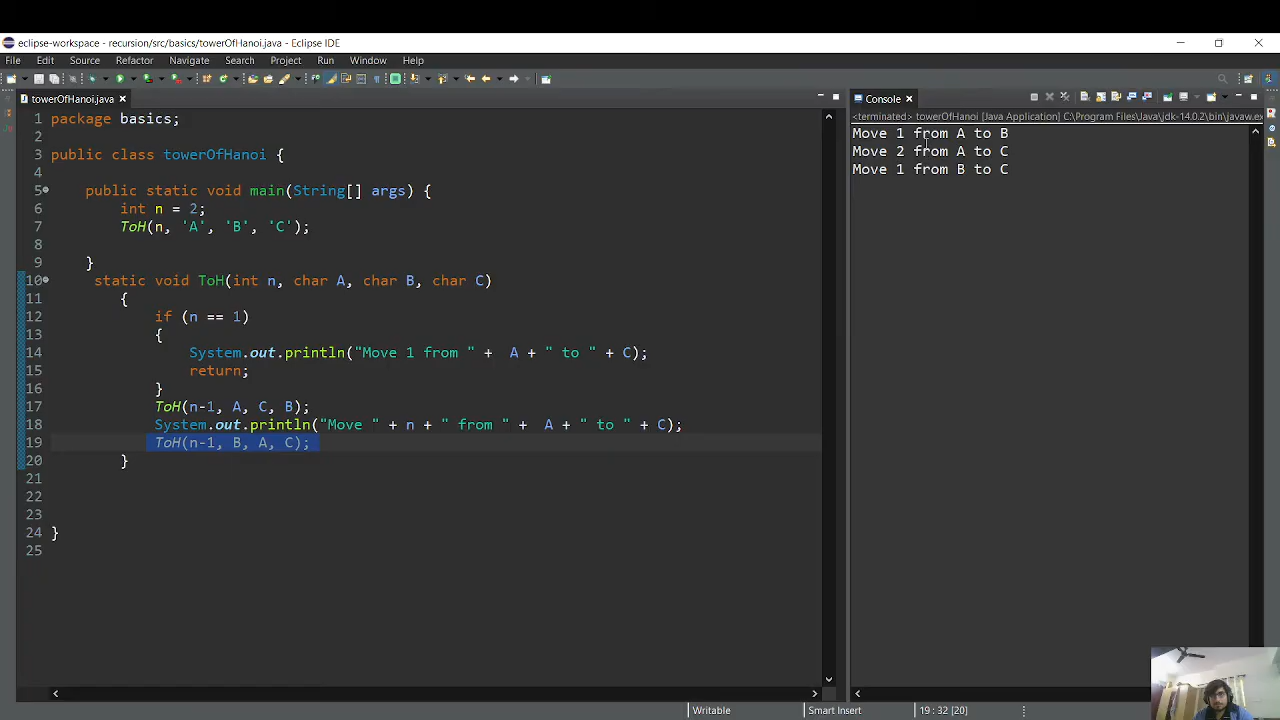 eclipse-workspace - recursion/src/basics/towerOfHanoi.java - Eclipse IDE
File Edit Source Refactor Navigate Search Project Run Window Help
towerOfHanoi.java
1 package basics;
2
3 public class towerOfHanoi {
4
5 public static void main(String[] args) {
6 int n = 2;
7 ToH(n, 'A', 'B', 'C');
8
9 }
10 static void ToH(int n, char A, char B, char C)
11 {
12 if (n == 1)
13 {
14 System.out.println("Move 1 from " +  A + " to " + C);
15 return;
16 }
17 ToH(n-1, A, C, B);
18 System.out.println("Move " + n + " from " +  A + " to " + C);
19 ToH(n-1, B, A, C);
20 }
21
22
23
24 }
25
Console
<terminated> towerOfHanoi [Java Application] C:\Program Files\Java\jdk-14.0.2\bin\javaw.ex
Move 1 from A to B
Move 2 from A to C
Move 1 from B to C
Writable Smart Insert 19 : 32 [20]